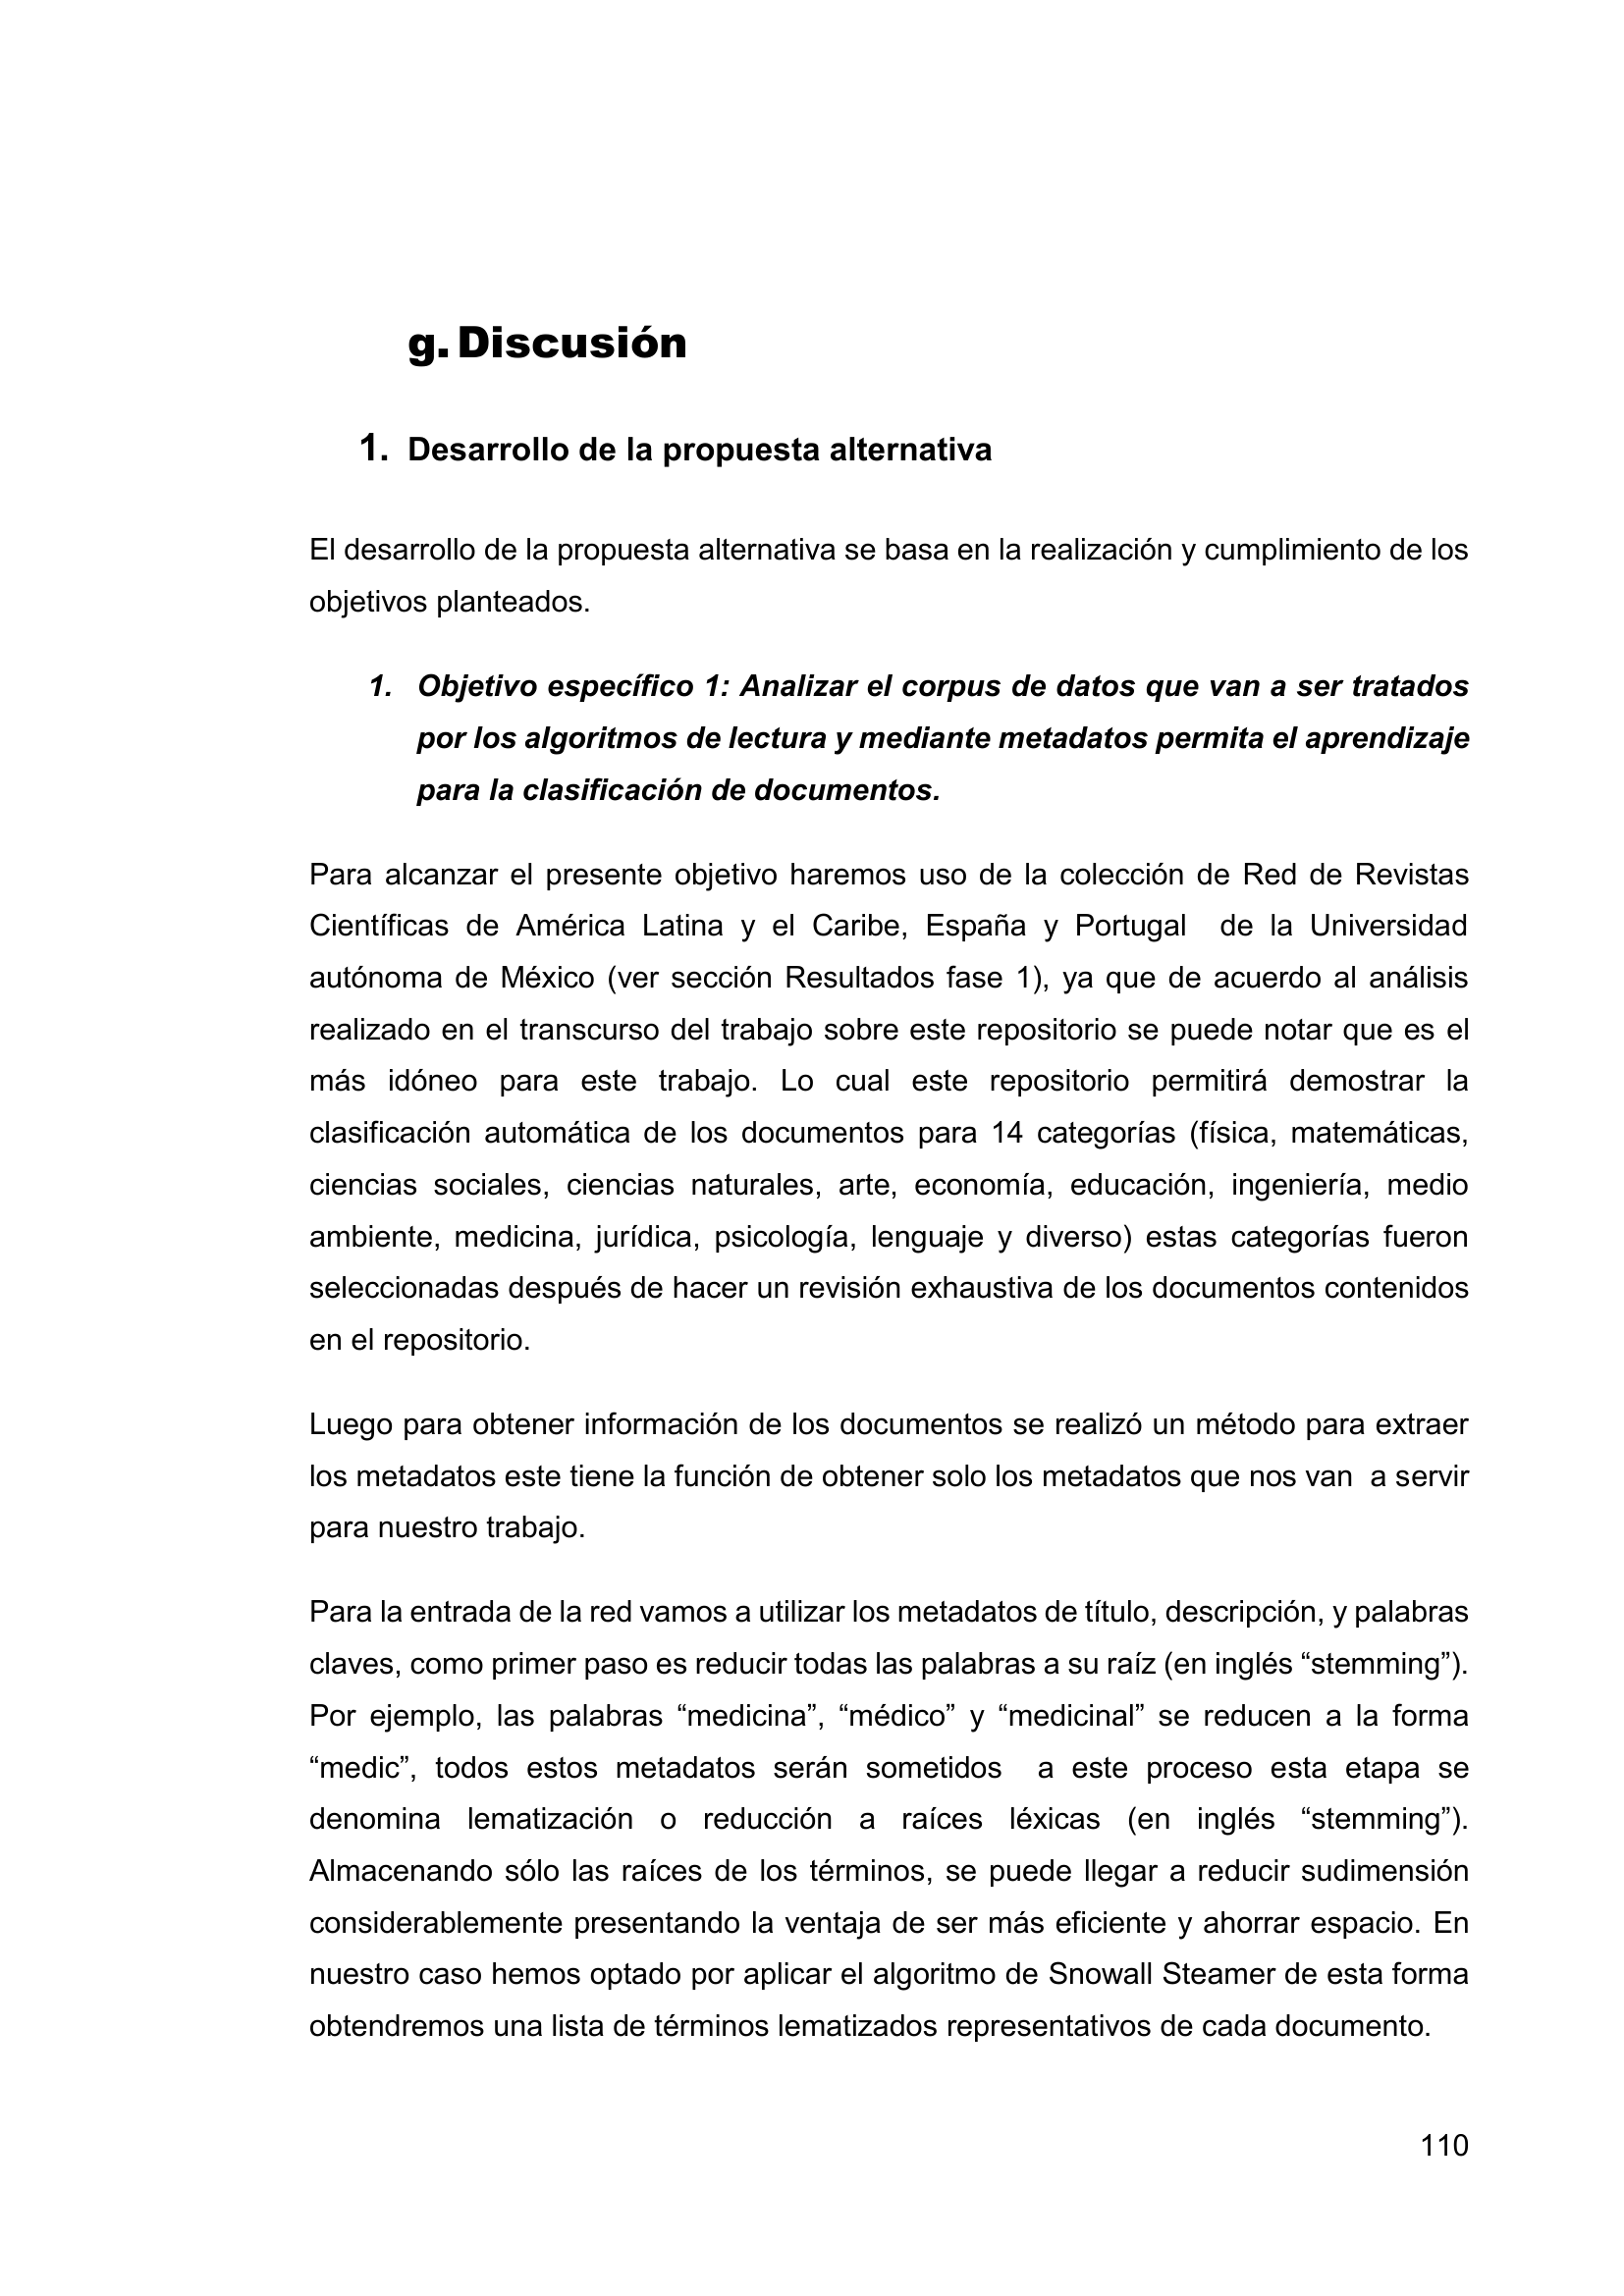 g. Discusión
1. Desarrollo de la propuesta alternativa
El desarrollo de la propuesta alternativa se basa en la realización y cumplimiento de los
objetivos planteados.
1. Objetivo específico 1: Analizar el corpus de datos que van a ser tratados
por los algoritmos de lectura y mediante metadatos permita el aprendizaje
para la clasificación de documentos.
Para alcanzar el presente objetivo haremos uso de la colección de Red de Revistas
Científicas de América Latina y el Caribe, España y Portugal de la Universidad
autónoma de México (ver sección Resultados fase 1), ya que de acuerdo al análisis
realizado en el transcurso del trabajo sobre este repositorio se puede notar que es el
más idóneo para este trabajo. Lo cual este repositorio permitirá demostrar la
clasificación automática de los documentos para 14 categorías (física, matemáticas,
ciencias sociales, ciencias naturales, arte, economía, educación, ingeniería, medio
ambiente, medicina, jurídica, psicología, lenguaje y diverso) estas categorías fueron
seleccionadas después de hacer un revisión exhaustiva de los documentos contenidos
en el repositorio.
Luego para obtener información de los documentos se realizó un método para extraer
los metadatos este tiene la función de obtener solo los metadatos que nos van a servir
para nuestro trabajo.
Para la entrada de la red vamos a utilizar los metadatos de título, descripción, y palabras
claves, como primer paso es reducir todas las palabras a su raíz (en inglés “stemming”).
Por ejemplo, las palabras “medicina”, “médico” y “medicinal” se reducen a la forma
“medic”, todos estos metadatos serán sometidos a este proceso esta etapa se
denomina lematización o reducción a raíces léxicas (en inglés “stemming”).
Almacenando sólo las raíces de los términos, se puede llegar a reducir sudimensión
considerablemente presentando la ventaja de ser más eficiente y ahorrar espacio. En
nuestro caso hemos optado por aplicar el algoritmo de Snowall Steamer de esta forma
obtendremos una lista de términos lematizados representativos de cada documento.
110